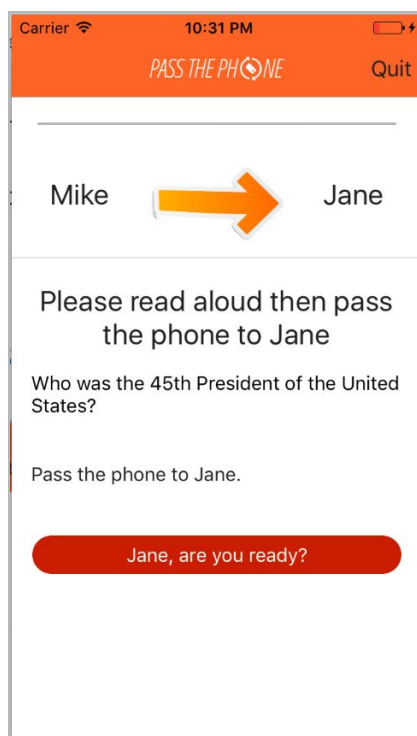 Carrier 10:31 PM
PASS THE PHONE Quit
Mike Jane
Please read aloud then pass
the phone to Jane
Who was the 45th President of the United
States?
Pass the phone to Jane.
Jane, are you ready?